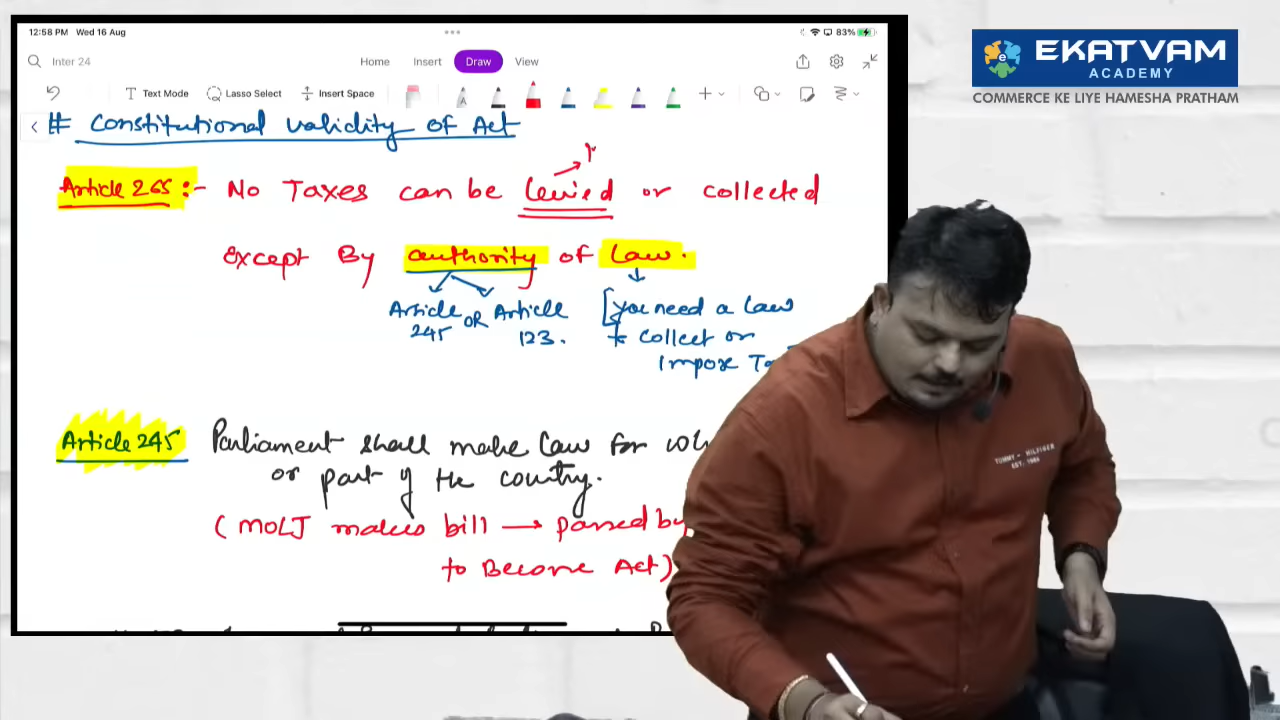 12:58 PM Wed 16 Aug
83%
Inter 24
Home Insert Draw View
Text Mode Lasso Select Insert Space
# Constitutional validity of Act
Article 265 :- No Taxes can be levied or collected
Except By authority of Law.
Article 245 OR Article 123.
[you need a Law
to collect or
Impose
Article 245 Parliament shall make law for
or part of the country.
( MOLJ makes bill → passed by
to Become Act)
EKATVAM
ACADEMY
COMMERCE KE LIYE HAMESHA PRATHAM
TOMMY - HILFIGER
EST. 1985